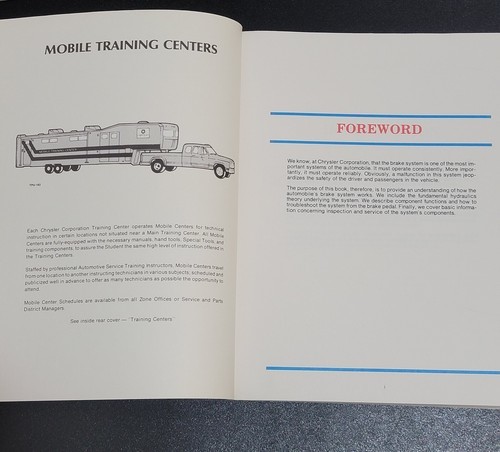 MOBILE TRAINING CENTERS
Each Chrysler Corporation Training Center operates Mobile Centers for technical
instruction in certain locations not situated near a Main Training Center. All Mobile
Centers are fully-equipped with the necessary manuals, hand tools, Special Tools, and
training components, to assure the Student the same high level of instruction offered in
the Training Centers.
Staffed by professional Automotive Service Training instructors, Mobile Centers travel
from one location to another instructing technicians in various subjects, scheduled and
publicized well in advance to offer as many technicians as possible the opportunity to
attend.
Mobile Center Schedules are available from all Zone Offices or Service and Parts
District Managers.
See inside rear cover — "Training Centers"
FOREWORD
We know, at Chrysler Corporation, that the brake system is one of the most im-
portant systems of the automobile. It must operate consistently. More impor-
tantly, it must operate reliably. Obviously, a malfunction in this system jeop-
ardizes the safety of the driver and passengers in the vehicle.
The purpose of this book, therefore, is to provide an understanding of how the
automobile's brake system works. We include the fundamental hydraulics
theory underlying the system. We describe component functions and how to
troubleshoot the system from the brake pedal. Finally, we cover basic informa-
tion concerning inspection and service of the system's components.
1